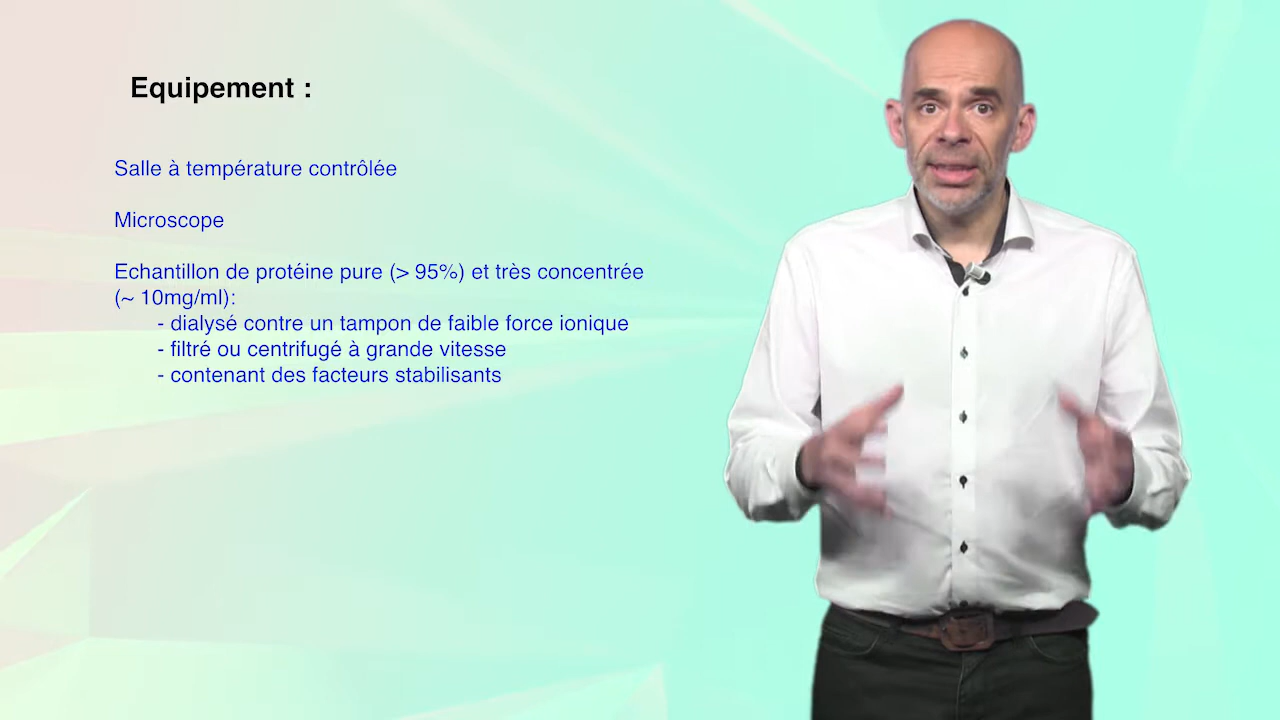 Equipement :
Salle à température contrôlée
Microscope
Echantillon de protéine pure (> 95%) et très concentrée
(~ 10mg/ml):
- dialysé contre un tampon de faible force ionique
- filtré ou centrifugé à grande vitesse
- contenant des facteurs stabilisants